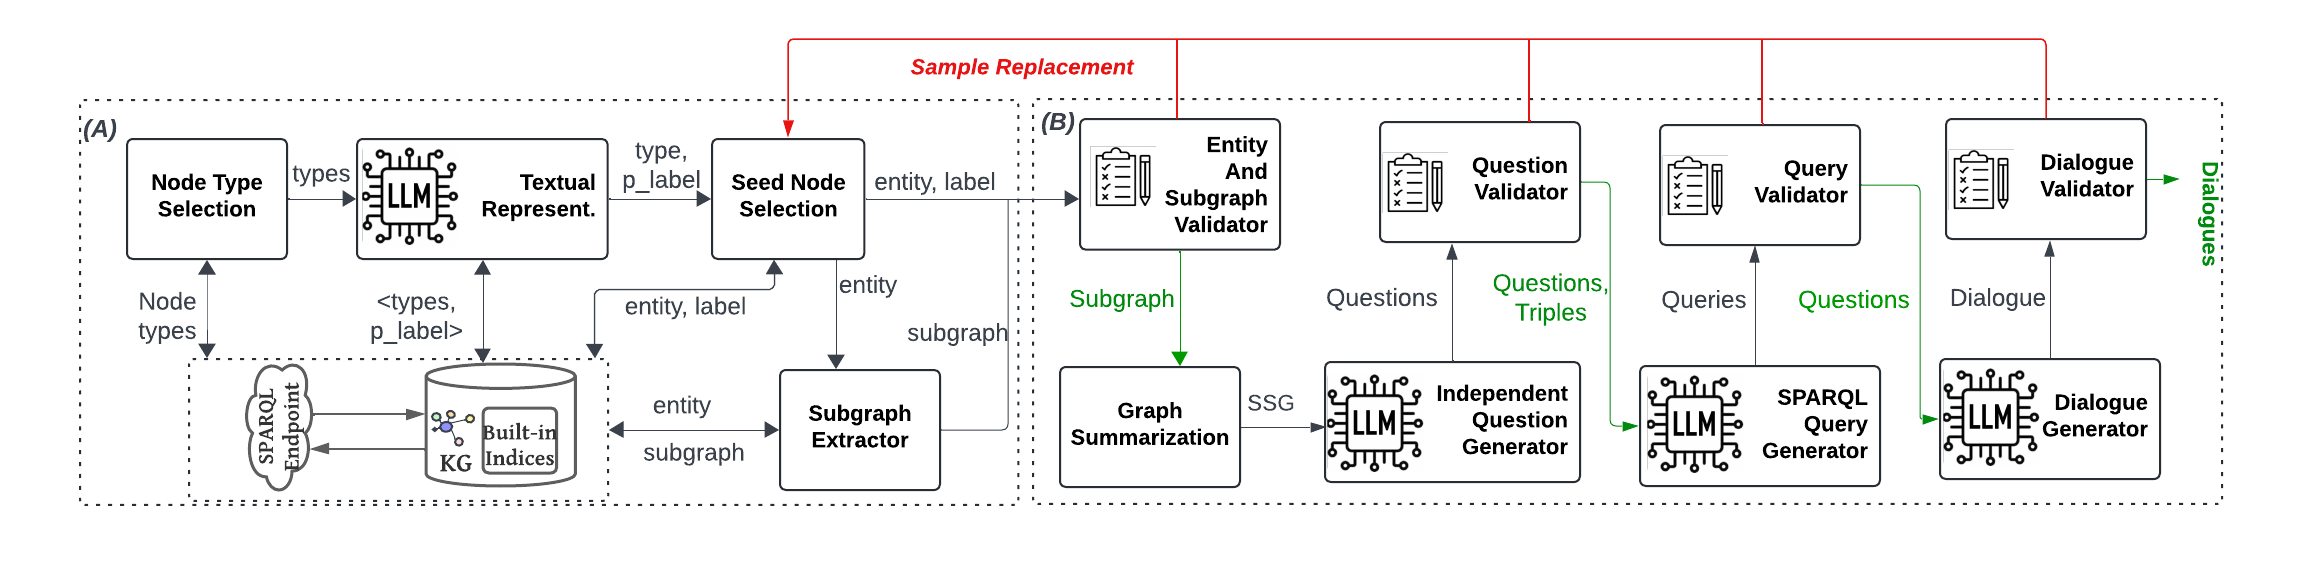 Sample Replacement
(A)
Node Type
Selection
types
LLM
Textual
Represent.
type,
p_label
Seed Node
Selection
entity, label
Node
types
<types,
p_label>
entity, label
entity
subgraph
SPARQL
Endpoint
KG
Built-in
Indices
entity
subgraph
Subgraph
Extractor
(B)
Entity
And
Subgraph
Validator
Question
Validator
Query
Validator
Dialogue
Validator
Dialogues
Subgraph
Questions
Questions,
Triples
Queries
Questions
Dialogue
Graph
Summarization
SSG
LLM
Independent
Question
Generator
LLM
SPARQL
Query
Generator
LLM
Dialogue
Generator